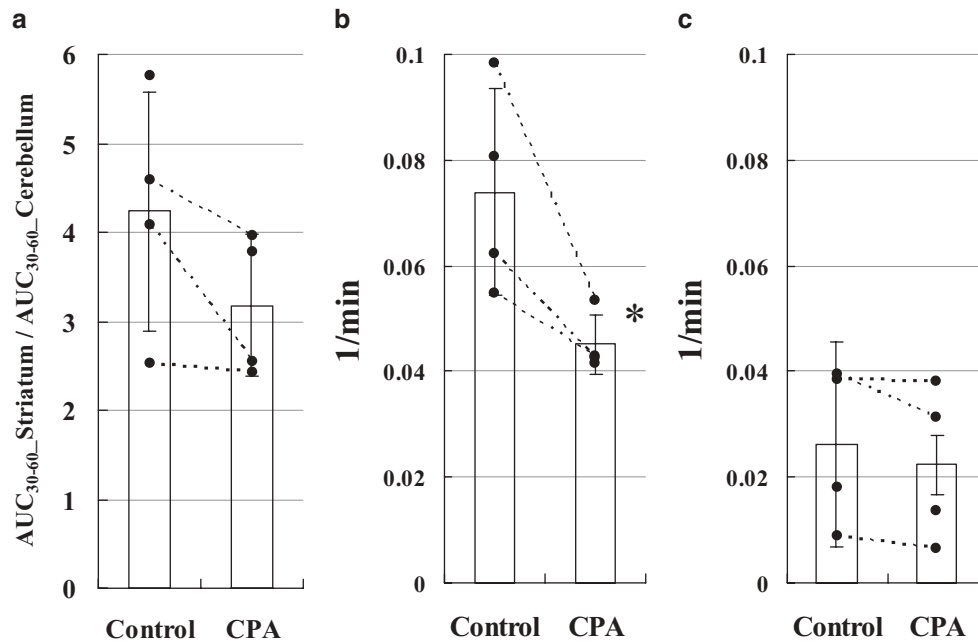 a
AUC30-60_Striatum / AUC30-60_Cerebellum
6
5
4
3
2
1
0
Control CPA
b
1/min
0.1
0.08
0.06
0.04
0.02
0
*
Control CPA
c
1/min
0.1
0.08
0.06
0.04
0.02
0
Control CPA